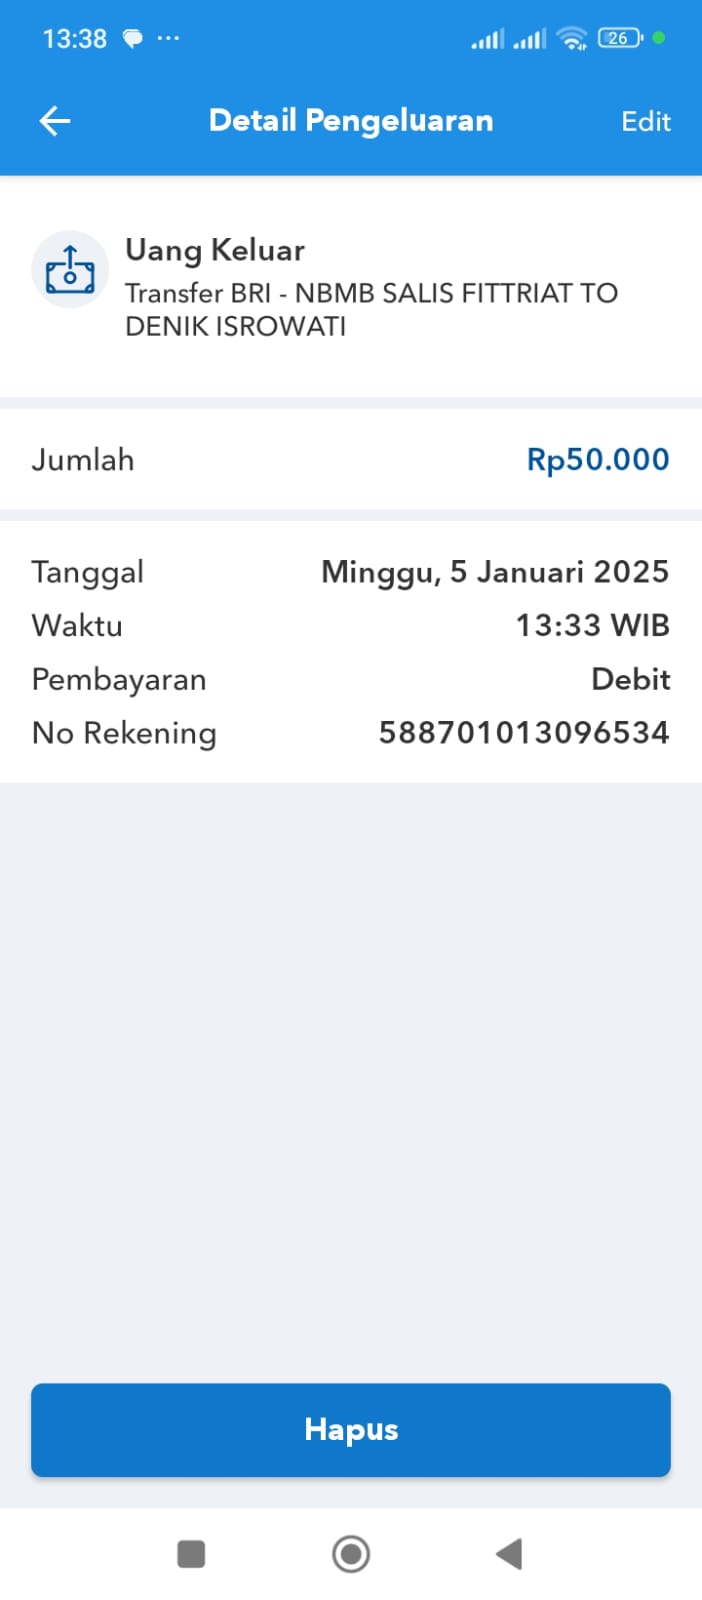 13:38 ...
26
Detail Pengeluaran
Edit
Uang Keluar
Transfer BRI - NBMB SALIS FITTRIAT TO
DENIK ISROWATI
Jumlah Rp50.000
Tanggal Minggu, 5 Januari 2025
Waktu 13:33 WIB
Pembayaran Debit
No Rekening 588701013096534
Hapus